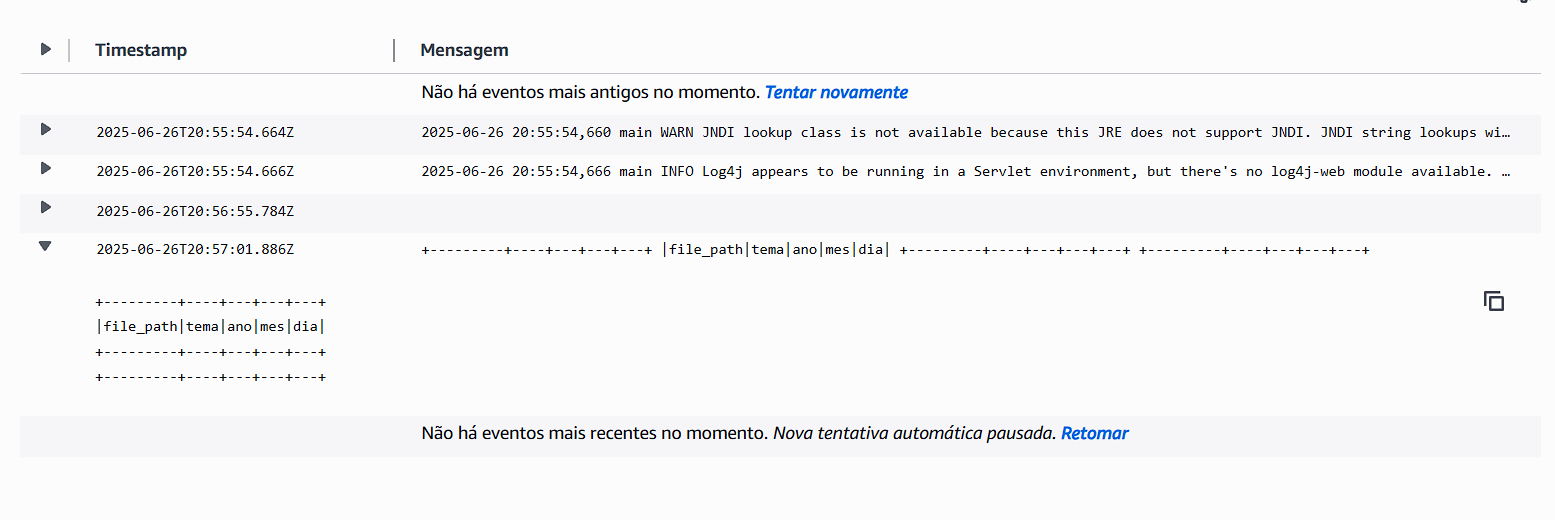 Timestamp Mensagem
Não há eventos mais antigos no momento. Tentar novamente
2025-06-26T20:55:54.664Z 2025-06-26 20:55:54,660 main WARN JNDI lookup class is not available because this JRE does not support JNDI. JNDI string lookups wi…
2025-06-26T20:55:54.666Z 2025-06-26 20:55:54,666 main INFO Log4j appears to be running in a Servlet environment, but there's no log4j-web module available. …
2025-06-26T20:56:55.784Z
2025-06-26T20:57:01.886Z +---------+----+---+---+---+ |file_path|tema|ano|mes|dia| +---------+----+---+---+---+ +---------+----+---+---+---+
+---------+----+---+---+---+
|file_path|tema|ano|mes|dia|
+---------+----+---+---+---+
+---------+----+---+---+---+
Não há eventos mais recentes no momento. Nova tentativa automática pausada. Retomar